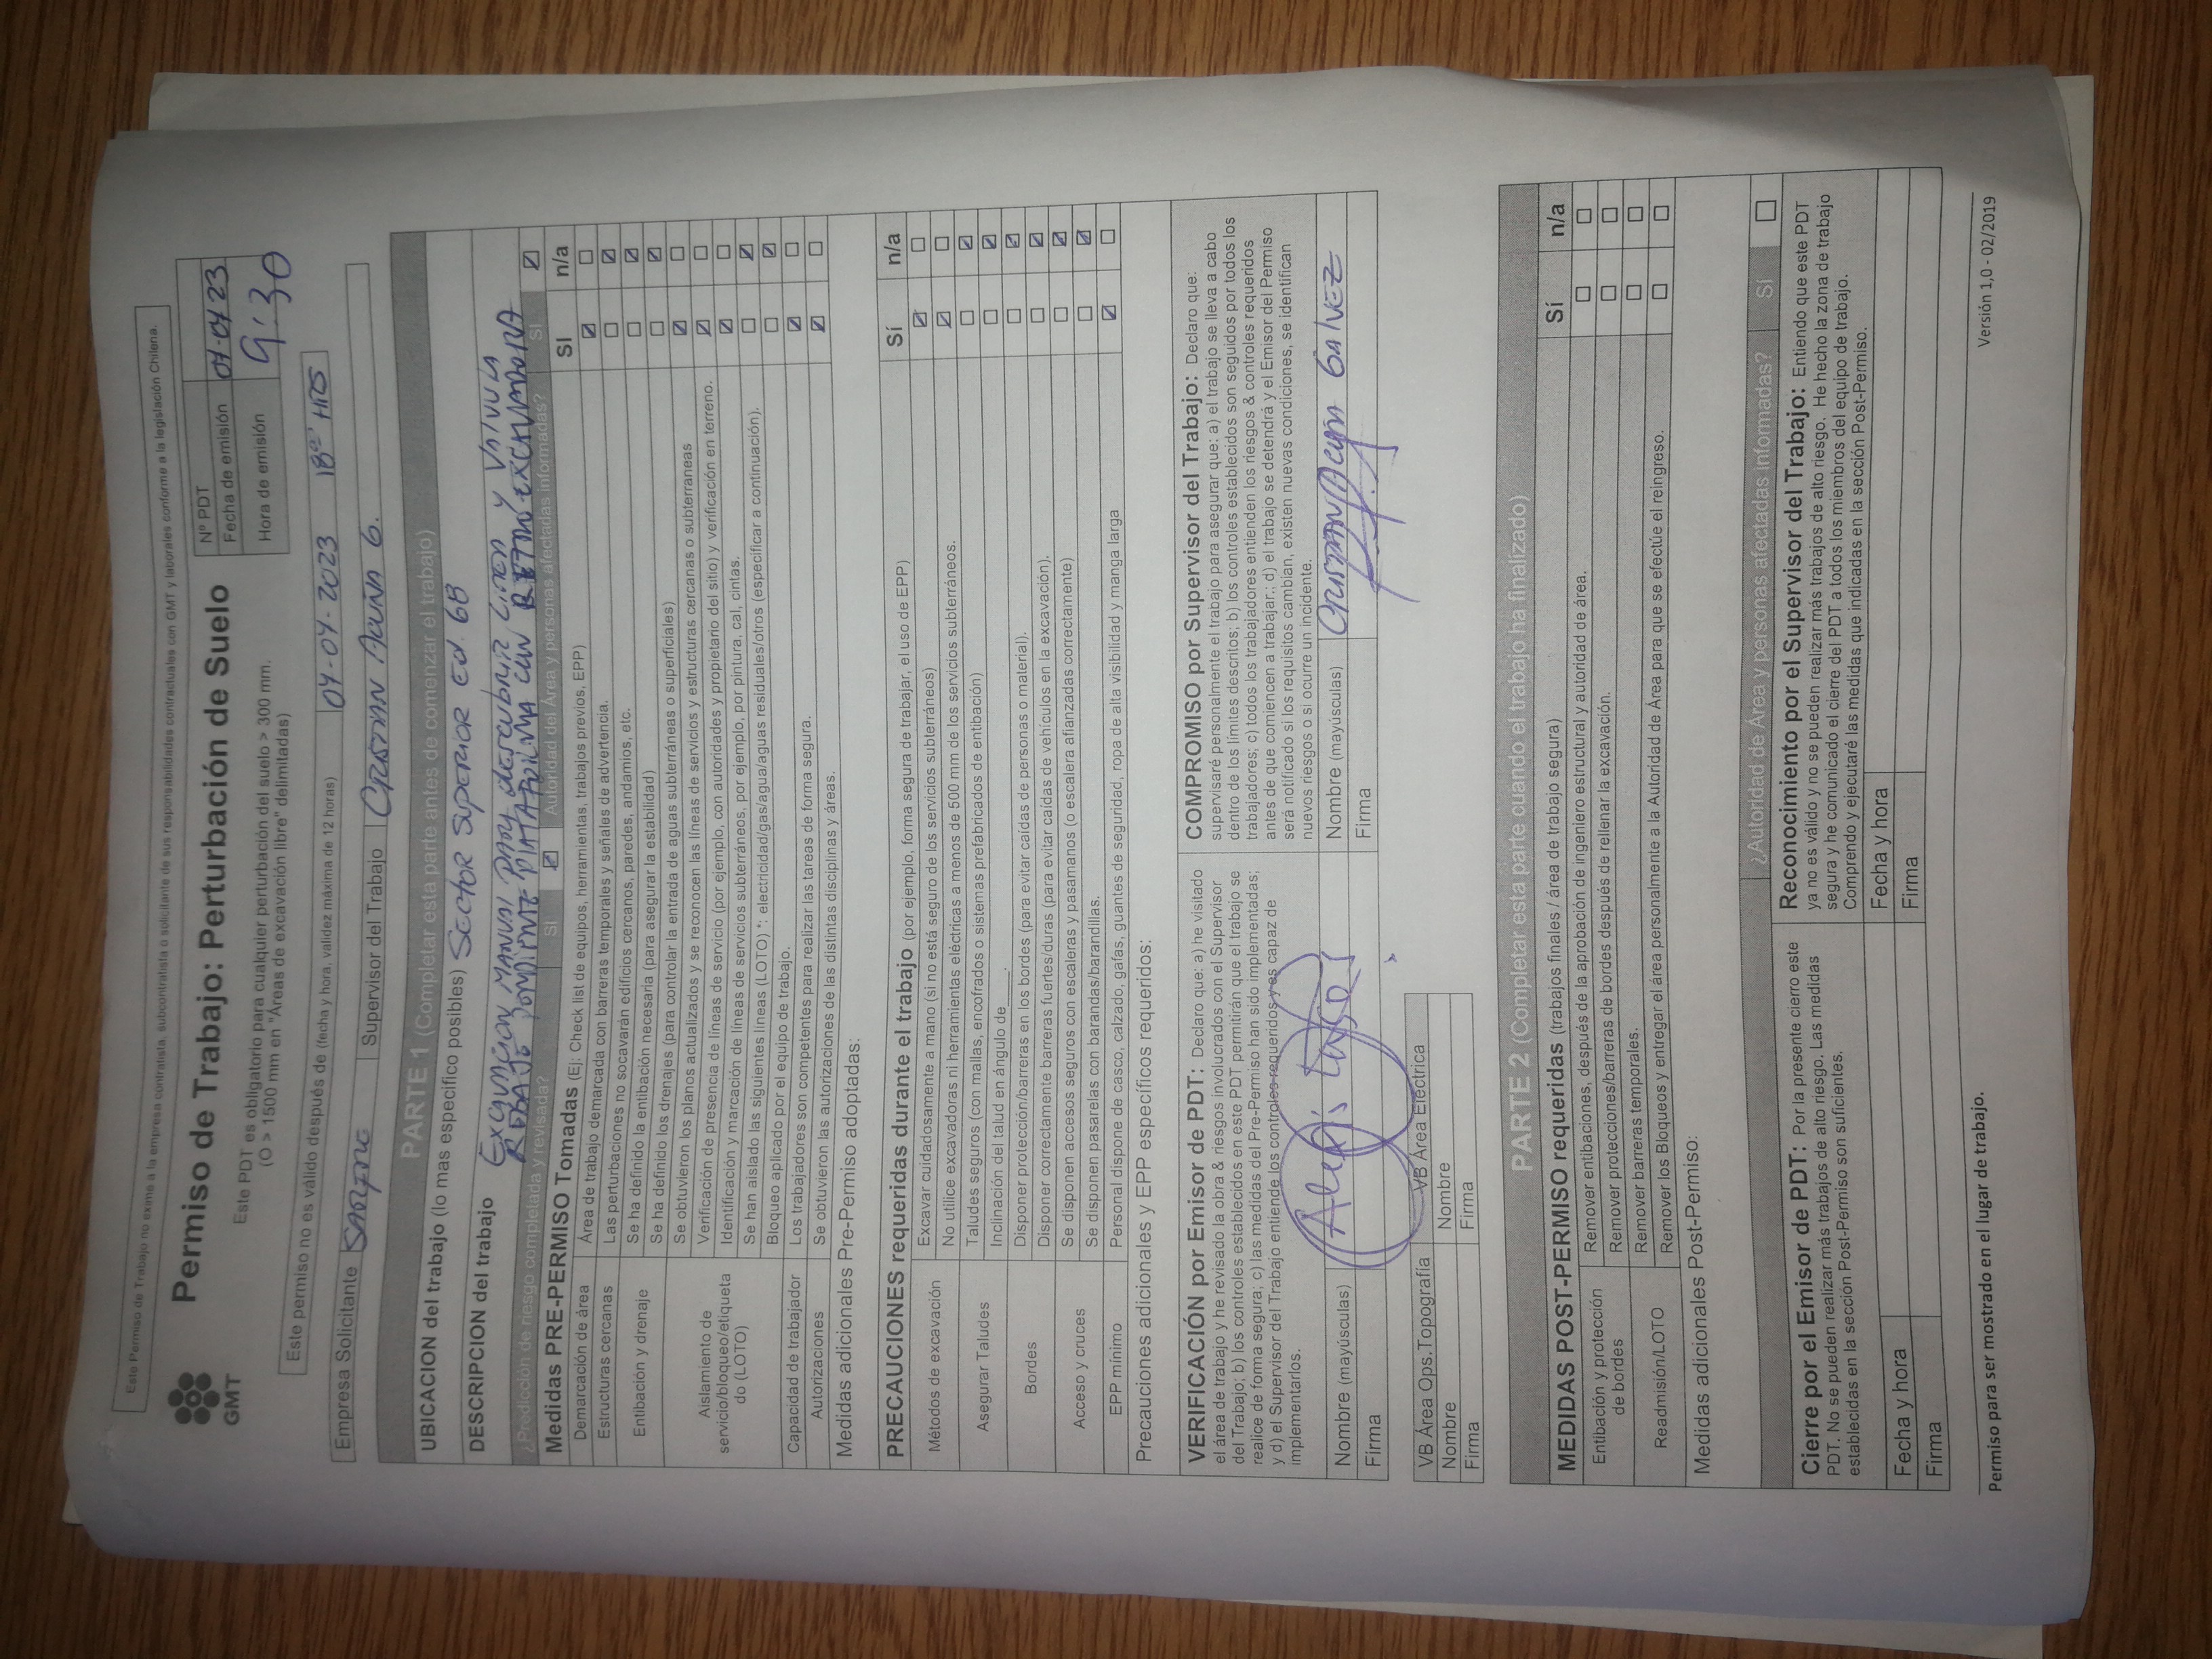 Este Permiso de Trabajo no exime a la empresa contratista, subcontratista o solicitante de sus responsabilidades contractuales con GMT y laborales conforme a la legislación Chilena.
GMT
Permiso de Trabajo: Perturbación de Suelo
Este PDT es obligatorio para cualquier perturbación del suelo > 300 mm.
(O > 1500 mm en "Áreas de excavación libre" delimitadas)
Nº PDT
Fecha de emisión 04-04 23
Hora de emisión 9:30
Este permiso no es válido después de (fecha y hora, validez máxima de 12 horas) 04-04-2023 18:00 HRS
Empresa Solicitante
Supervisor del Trabajo CRISTIAN ACUÑA G.
PARTE 1 (Completar esta parte antes de comenzar el trabajo)
UBICACION del trabajo (lo mas especifico posibles) SECTOR SUPERIOR Ed. 6B
DESCRIPCION del trabajo EXCAVACION MANUAL PARA descubrir LINEA y VALVULA
REBAJE PLATAFORMA CON RETRO EXCAVADORA
¿Predicción de riesgo completada y revisada? SI ☑ Autoridad del Área y personas afectadas informadas? SI ☑
Medidas PRE-PERMISO Tomadas (Ej: Check list de equipos, herramientas, trabajos previos, EPP) SI n/a
Demarcación de área Área de trabajo demarcada con barreras temporales y señales de advertencia. ☑ ☐
Estructuras cercanas Las perturbaciones no socavarán edificios cercanos, paredes, andamios, etc. ☐ ☑
Entibación y drenaje Se ha definido la entibación necesaria (para asegurar la estabilidad) ☐ ☑
Se ha definido los drenajes (para controlar la entrada de aguas subterráneas o superficiales) ☐ ☑
Aislamiento de servicio/bloqueo/etiquetado (LOTO) Se obtuvieron los planos actualizados y se reconocen las líneas de servicios y estructuras cercanas o subterraneas ☑ ☐
Verificación de presencia de líneas de servicio (por ejemplo, con autoridades y propietario del sitio) y verificación en terreno. ☑ ☐
Identificación y marcación de líneas de servicios subterráneos, por ejemplo, por pintura, cal, cintas. ☑ ☐
Se han aislado las siguientes líneas (LOTO) *: electricidad/gas/agua/aguas residuales/otros (especificar a continuación). ☐ ☑
Bloqueo aplicado por el equipo de trabajo. ☐ ☑
Capacidad de trabajador Los trabajadores son competentes para realizar las tareas de forma segura. ☑ ☐
Autorizaciones Se obtuvieron las autorizaciones de las distintas disciplinas y áreas. ☑ ☐
Medidas adicionales Pre-Permiso adoptadas:
PRECAUCIONES requeridas durante el trabajo (por ejemplo, forma segura de trabajar, el uso de EPP) Sí n/a
Métodos de excavación Excavar cuidadosamente a mano (si no está seguro de los servicios subterráneos) ☑ ☐
No utilice excavadoras ni herramientas eléctricas a menos de 500 mm de los servicios subterráneos. ☑ ☐
Asegurar Taludes Taludes seguros (con mallas, encofrados o sistemas prefabricados de entibación) ☐ ☑
Inclinación del talud en ángulo de____. ☐ ☑
Bordes Disponer protección/barreras en los bordes (para evitar caídas de personas o material). ☐ ☑
Disponer correctamente barreras fuertes/duras (para evitar caídas de vehículos en la excavación). ☐ ☑
Acceso y cruces Se disponen accesos seguros con escaleras y pasamanos (o escalera afianzadas correctamente) ☐ ☑
Se disponen pasarelas con barandas/barandillas. ☐ ☑
EPP mínimo Personal dispone de casco, calzado, gafas, guantes de seguridad, ropa de alta visibilidad y manga larga ☑ ☐
Precauciones adicionales y EPP específicos requeridos:
VERIFICACIÓN por Emisor de PDT: Declaro que: a) he visitado
el área de trabajo y he revisado la obra & riesgos involucrados con el Supervisor
del Trabajo; b) los controles establecidos en este PDT permitirán que el trabajo se
realice de forma segura; c) las medidas del Pre-Permiso han sido implementadas;
y d) el Supervisor del Trabajo entiende los controles requeridos y es capaz de
implementarlos.
Nombre (mayúsculas)
Firma
COMPROMISO por Supervisor del Trabajo: Declaro que:
supervisaré personalmente el trabajo para asegurar que: a) el trabajo se lleva a cabo
dentro de los límites descritos; b) los controles establecidos son seguidos por todos los
trabajadores; c) todos los trabajadores entienden los riesgos & controles requeridos
antes de que comiencen a trabajar;; d) el trabajo se detendrá y el Emisor del Permiso
será notificado si los requisitos cambian, existen nuevas condiciones, se identifican
nuevos riesgos o si ocurre un incidente.
Nombre (mayúsculas) CRISTIAN ACUÑA GALVEZ
Firma
VB Área Ops.Topografía VB Área Eléctrica
Nombre Nombre
Firma Firma
PARTE 2 (Completar esta parte cuando el trabajo ha finalizado)
MEDIDAS POST-PERMISO requeridas (trabajos finales / área de trabajo segura) Sí n/a
Entibación y protección de bordes Remover entibaciones, después de la aprobación de ingeniero estructural y autoridad de área. ☐ ☐
Remover protecciones/barreras de bordes después de rellenar la excavación. ☐ ☐
Readmisión/LOTO Remover barreras temporales. ☐ ☐
Remover los Bloqueos y entregar el área personalmente a la Autoridad de Área para que se efectúe el reingreso. ☐ ☐
Medidas adicionales Post-Permiso:
¿Autoridad de Área y personas afectadas informadas? SÍ ☐
Cierre por el Emisor de PDT: Por la presente cierro este
PDT. No se pueden realizar más trabajos de alto riesgo. Las medidas
establecidas en la sección Post-Permiso son suficientes.
Fecha y hora
Firma
Reconocimiento por el Supervisor del Trabajo: Entiendo que este PDT
ya no es válido y no se pueden realizar más trabajos de alto riesgo. He hecho la zona de trabajo
segura y he comunicado el cierre del PDT a todos los miembros del equipo de trabajo.
Comprendo y ejecutaré las medidas que indicadas en la sección Post-Permiso.
Fecha y hora
Firma
Permiso para ser mostrado en el lugar de trabajo.
Versión 1,0 - 02/2019